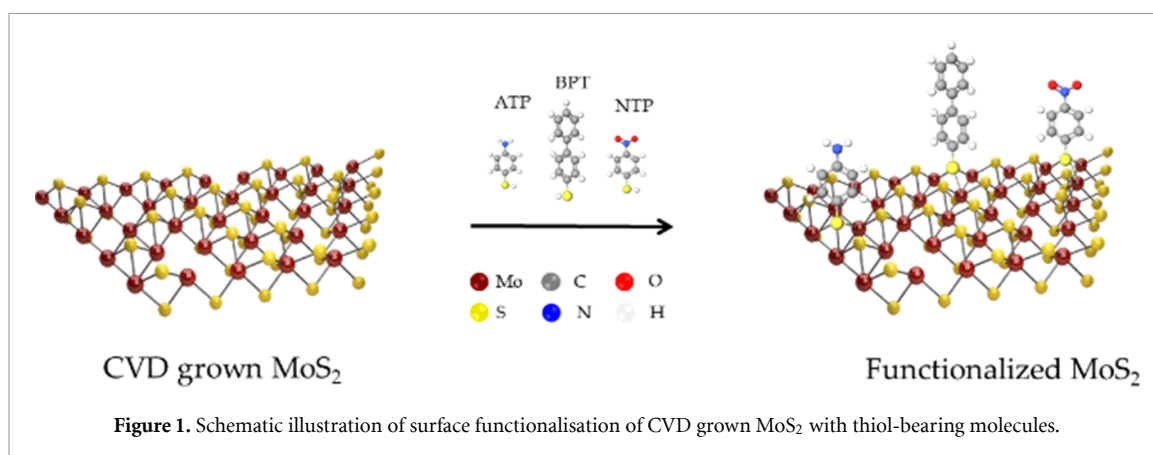 BPT
ATP
NTP
Mo C O
S N H
CVD grown MoS₂
Functionalized MoS₂
Figure 1. Schematic illustration of surface functionalisation of CVD grown MoS₂ with thiol-bearing molecules.